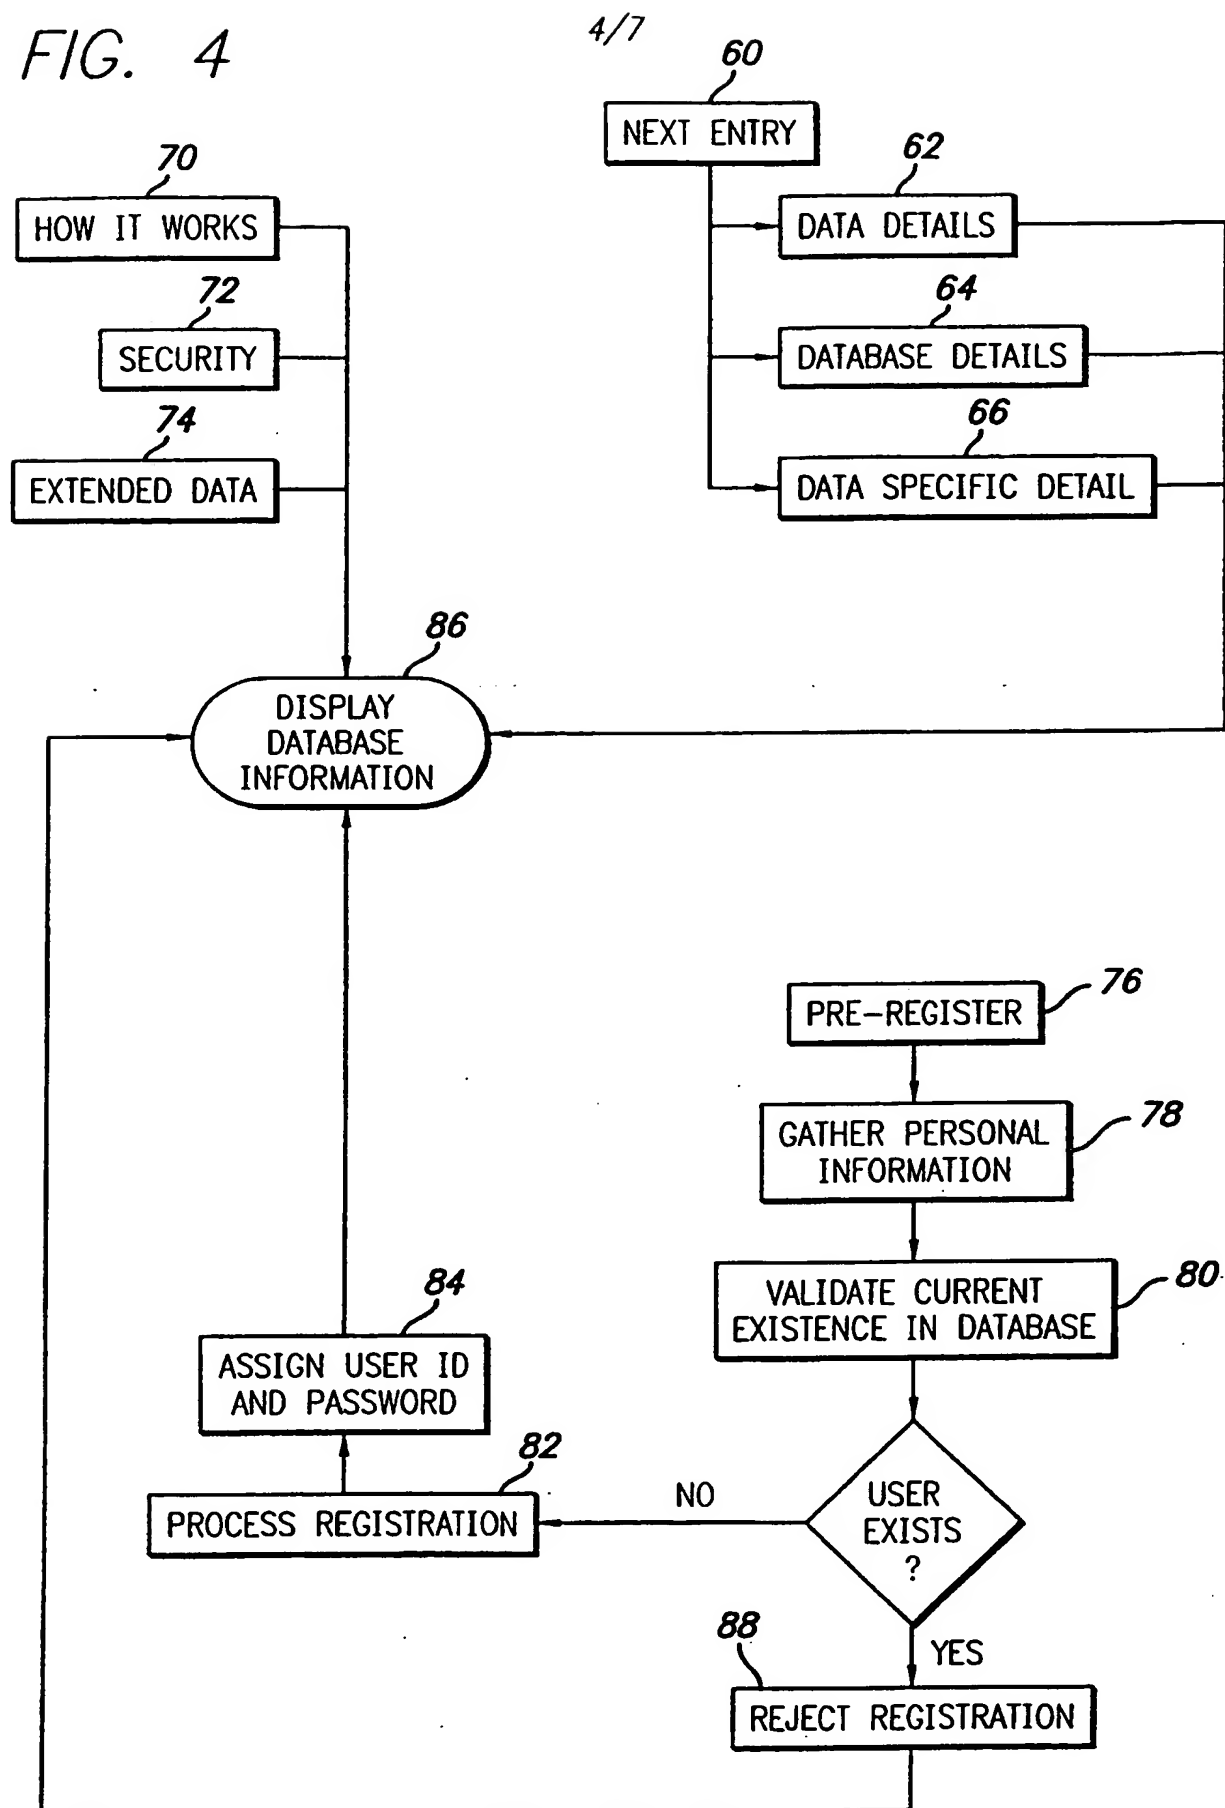 FIG. 4
4/7
60
NEXT ENTRY
62
DATA DETAILS
64
DATABASE DETAILS
66
DATA SPECIFIC DETAIL
70
HOW IT WORKS
72
SECURITY
74
EXTENDED DATA
86
DISPLAY
DATABASE
INFORMATION
76
PRE-REGISTER
78
GATHER PERSONAL
INFORMATION
80
VALIDATE CURRENT
EXISTENCE IN DATABASE
USER
EXISTS
?
NO
YES
82
PROCESS REGISTRATION
84
ASSIGN USER ID
AND PASSWORD
88
REJECT REGISTRATION